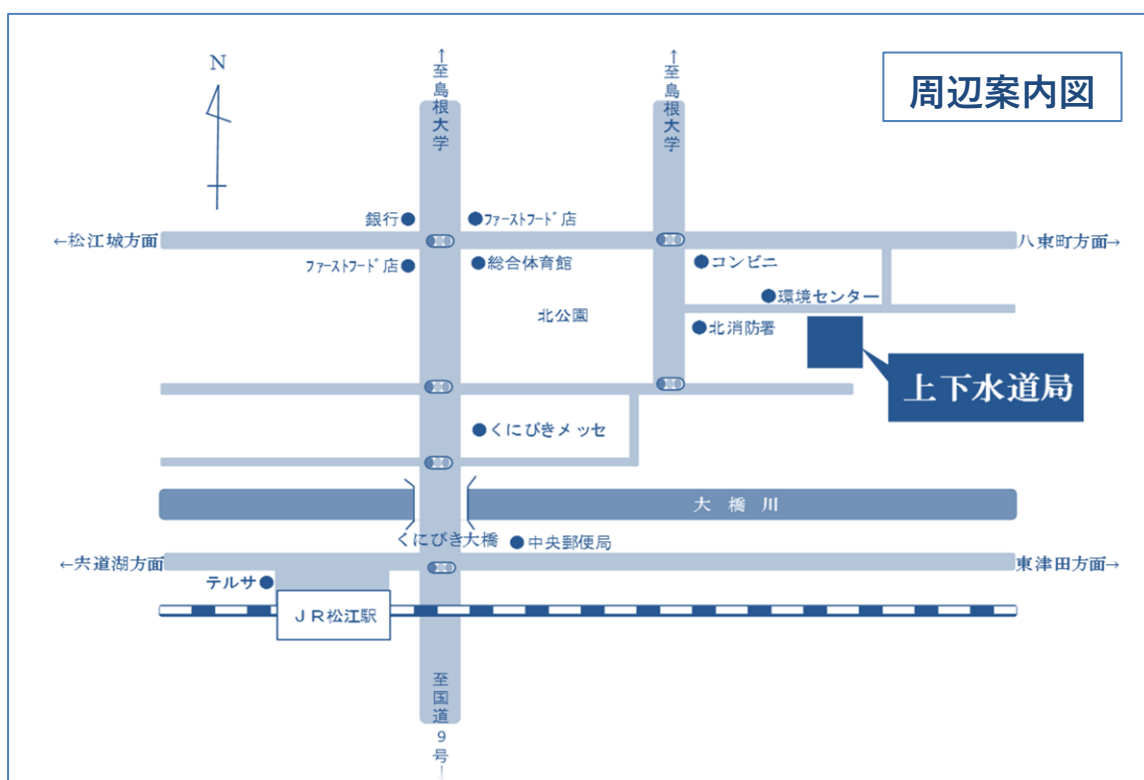 周辺案内図
N
↑至島根大学
↑至島根大学
銀行
ファーストフード店
←松江城方面
八束町方面→
ファーストフード店
総合体育館
コンビニ
環境センター
北公園
北消防署
上下水道局
くにびきメッセ
大橋川
くにびき大橋
中央郵便局
←宍道湖方面
東津田方面→
テルサ
JR松江駅
至国道9号↓